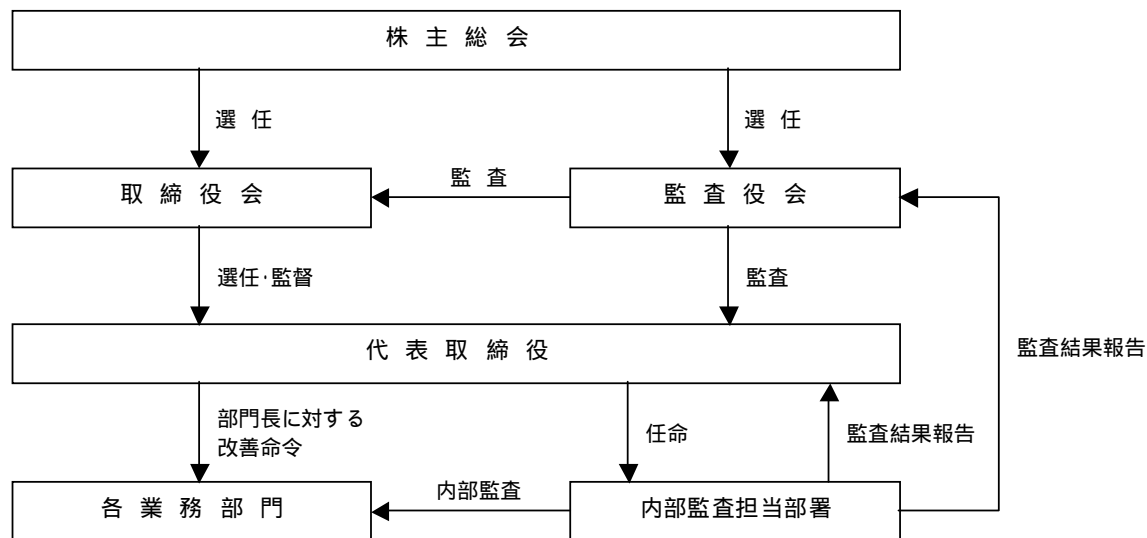 株主総会
選任
選任
取締役会
監査
監査役会
選任・監督
監査
代表取締役
監査結果報告
部門長に対する
改善命令
任命
監査結果報告
各業務部門
内部監査
内部監査担当部署